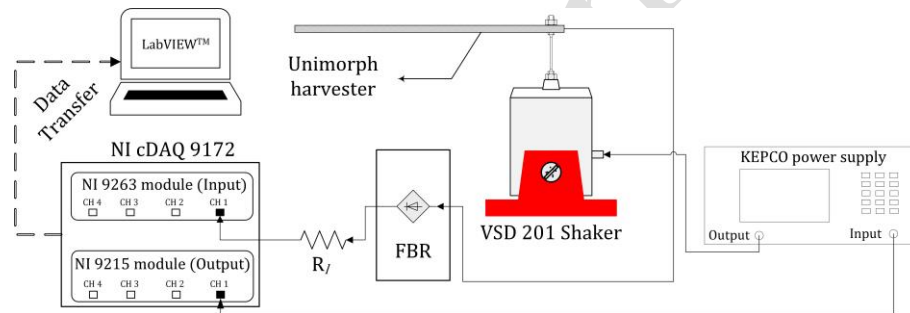 LabVIEW™
Unimorph
harvester
Data
Transfer
NI cDAQ 9172
KEPCO power supply
NI 9263 module (Input)
CH 4 CH 3 CH 2 CH 1
Output
Input
VSD 201 Shaker
FBR
Rl
NI 9215 module (Output)
CH 4 CH 3 CH 2 CH 1